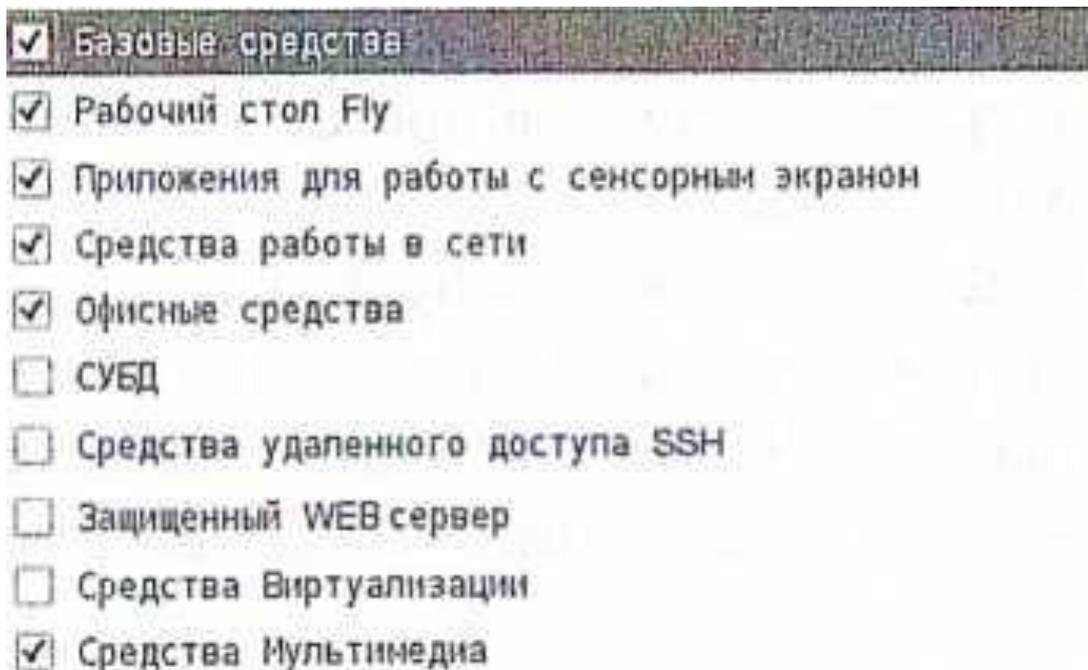 Базовые средства
Рабочий стол Fly
Приложения для работы с сенсорным экраном
Средства работы в сети
Офисные средства
СУБД
Средства удаленного доступа SSH
Защищенный WEB сервер
Средства Виртуализации
Средства Мультимедиа